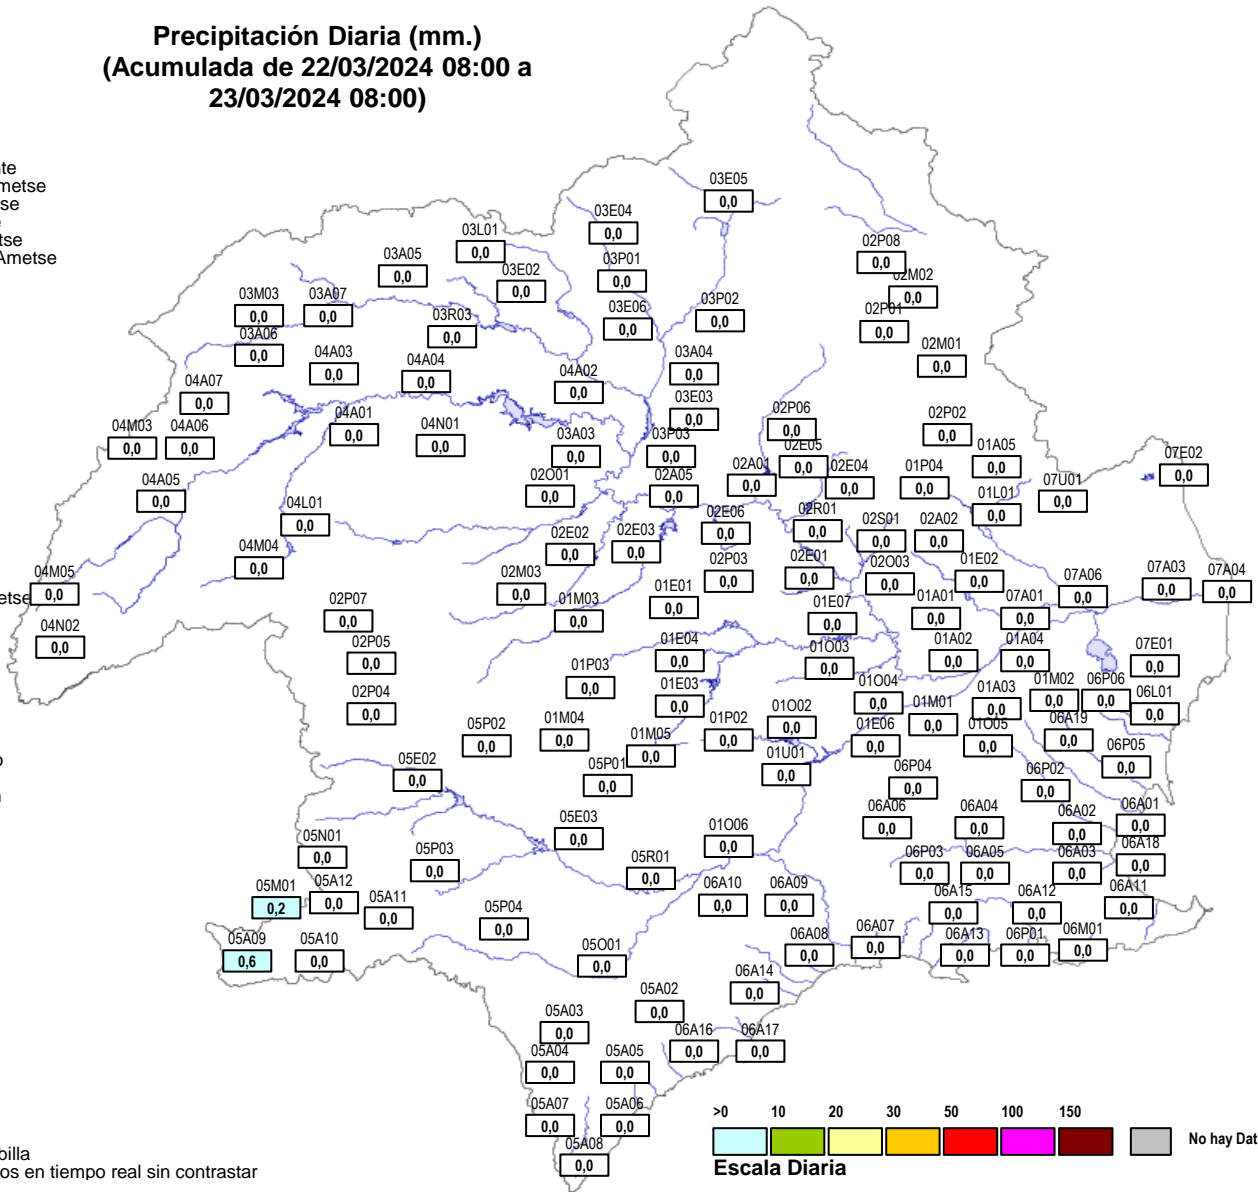 Precipitación Diaria (mm.)
(Acumulada de 22/03/2024 08:00 a
23/03/2024 08:00)
03E05
0,0
03E04
0,0
03L01
0,0
03A05
0,0
03E02
0,0
03P01
0,0
02P08
0,0
02M02
0,0
03M03
0,0
03A07
0,0
03R03
0,0
03E06
0,0
03P02
0,0
02P01
0,0
03A06
0,0
04A03
0,0
04A04
0,0
04A02
0,0
03A04
0,0
02M01
0,0
04A07
0,0
03E03
0,0
04M03
0,0
04A06
0,0
04A01
0,0
04N01
0,0
03A03
0,0
03P03
0,0
02P06
0,0
02E05
0,0
02P02
0,0
01A05
0,0
07E02
0,0
04A05
0,0
02O01
0,0
02A05
0,0
02A01
0,0
02E04
0,0
01P04
0,0
01L01
0,0
07U01
0,0
04L01
0,0
02E02
0,0
02E03
0,0
02E06
0,0
02R01
0,0
02S01
0,0
02A02
0,0
04M04
0,0
04M05
0,0
02M03
0,0
01M03
0,0
01E01
0,0
02P03
0,0
02E01
0,0
02O03
0,0
01E02
0,0
07A06
0,0
07A03
0,0
07A04
0,0
04N02
0,0
02P07
0,0
02P05
0,0
01E04
0,0
01E07
0,0
01A01
0,0
07A01
0,0
01P03
0,0
01O03
0,0
01A02
0,0
01A04
0,0
07E01
0,0
02P04
0,0
01E03
0,0
01O04
0,0
01M01
0,0
01A03
0,0
01M02
0,0
06P06
0,0
06L01
0,0
05P02
0,0
01M04
0,0
01M05
0,0
01P02
0,0
01O02
0,0
01E06
0,0
01O05
0,0
06A19
0,0
05E02
0,0
05P01
0,0
01U01
0,0
06P04
0,0
06P02
0,0
06P05
0,0
05E03
0,0
01O06
0,0
06A06
0,0
06A04
0,0
06A02
0,0
06A01
0,0
05N01
0,0
05P03
0,0
05R01
0,0
06P03
0,0
06A05
0,0
06A03
0,0
06A18
0,0
05M01
0,2
05A12
0,0
05A11
0,0
05P04
0,0
06A10
0,0
06A09
0,0
06A15
0,0
06A12
0,0
06A11
0,0
05A09
0,6
05A10
0,0
05O01
0,0
06A08
0,0
06A07
0,0
06A13
0,0
06P01
0,0
06M01
0,0
06A14
0,0
05A03
0,0
05A02
0,0
06A16
0,0
06A17
0,0
05A04
0,0
05A05
0,0
05A07
0,0
05A06
0,0
05A08
0,0
>0 10 20 30 50 100 150
No hay Dat
Escala Diaria
billa
os en tiempo real sin contrastar
te
metse
se
tse
Ametse
etse